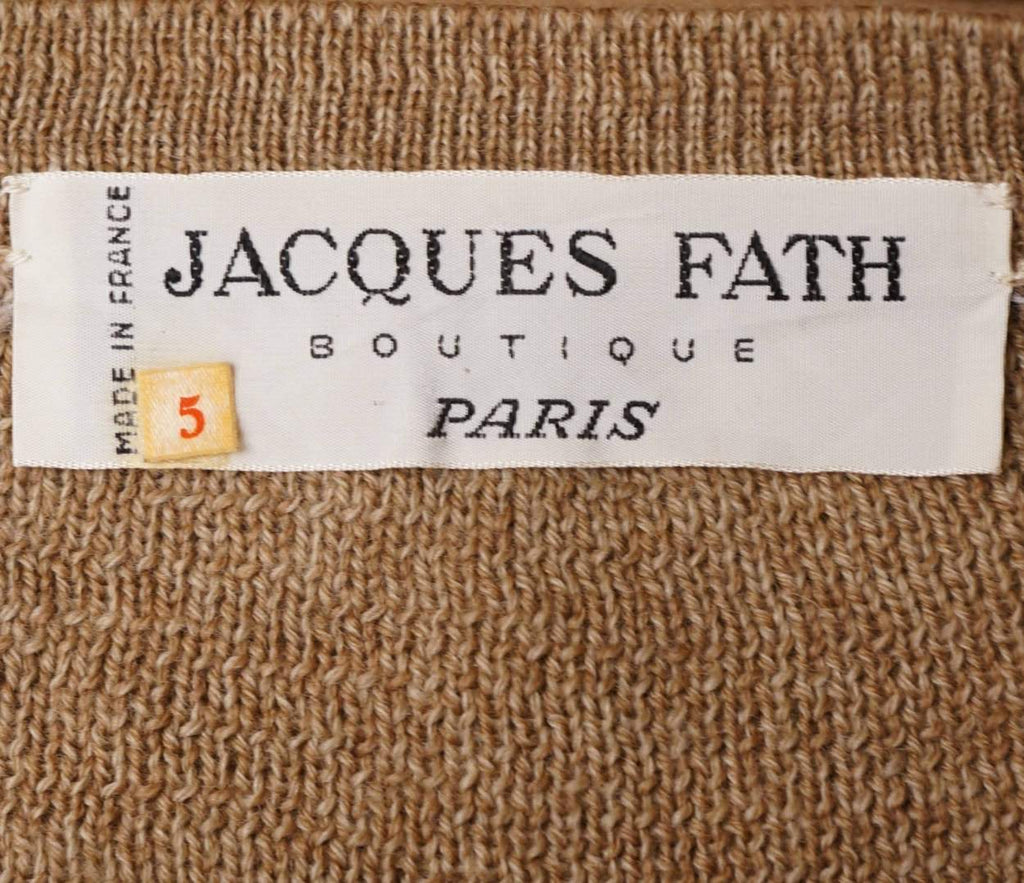 JACQUES FATH
BOUTIQUE
PARIS
MADE IN FRANCE
5